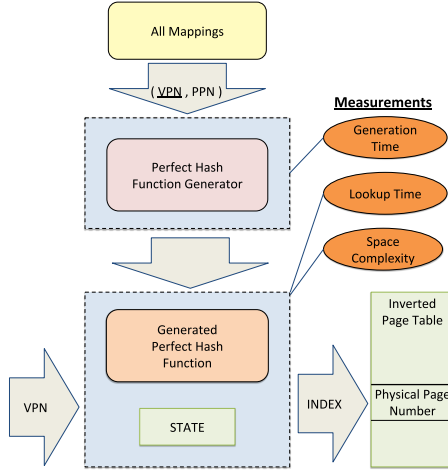 All Mappings
( VPN , PPN )
Measurements
Generation
Time
Perfect Hash
Function Generator
Lookup Time
Space
Complexity
Inverted
Page Table
Generated
Perfect Hash
Function
VPN
INDEX
Physical Page
Number
STATE